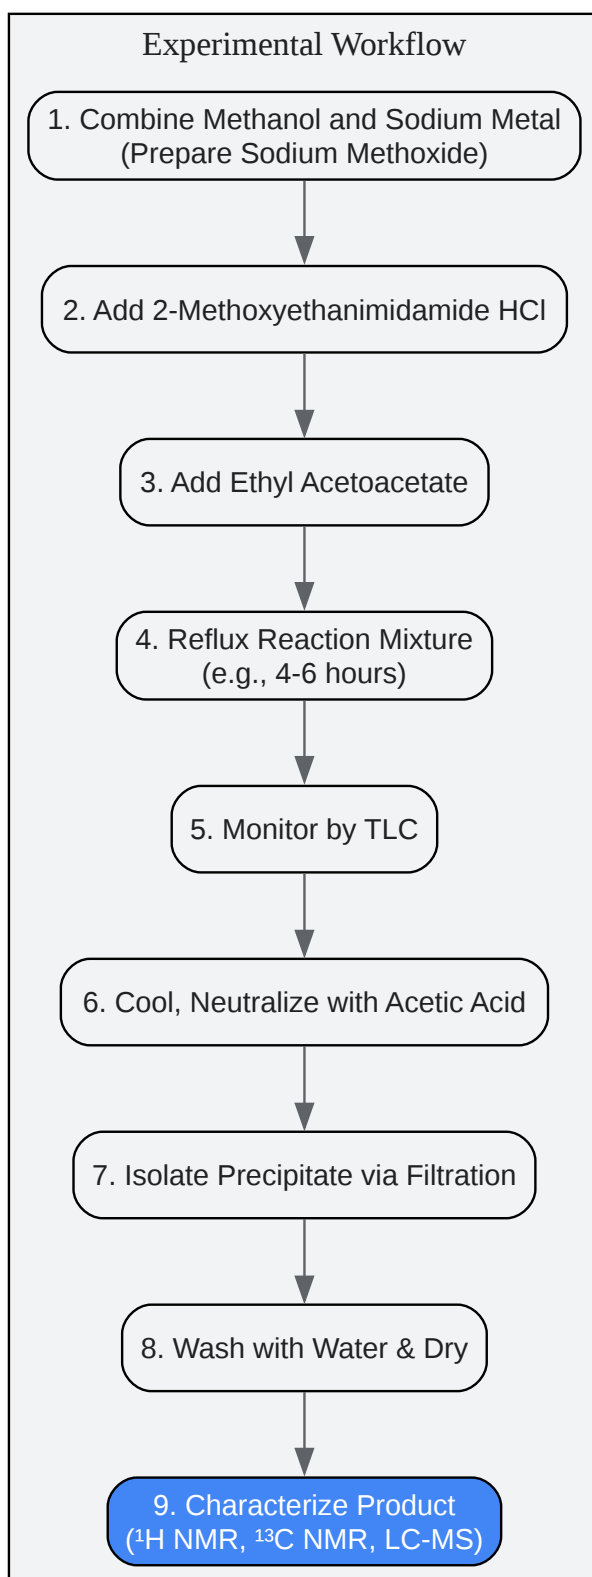 Experimental Workflow
1. Combine Methanol and Sodium Metal
(Prepare Sodium Methoxide)
2. Add 2-Methoxyethanimidamide HCl
3. Add Ethyl Acetoacetate
4. Reflux Reaction Mixture
(e.g., 4-6 hours)
5. Monitor by TLC
6. Cool, Neutralize with Acetic Acid
7. Isolate Precipitate via Filtration
8. Wash with Water & Dry
9. Characterize Product
(¹H NMR, ¹³C NMR, LC-MS)